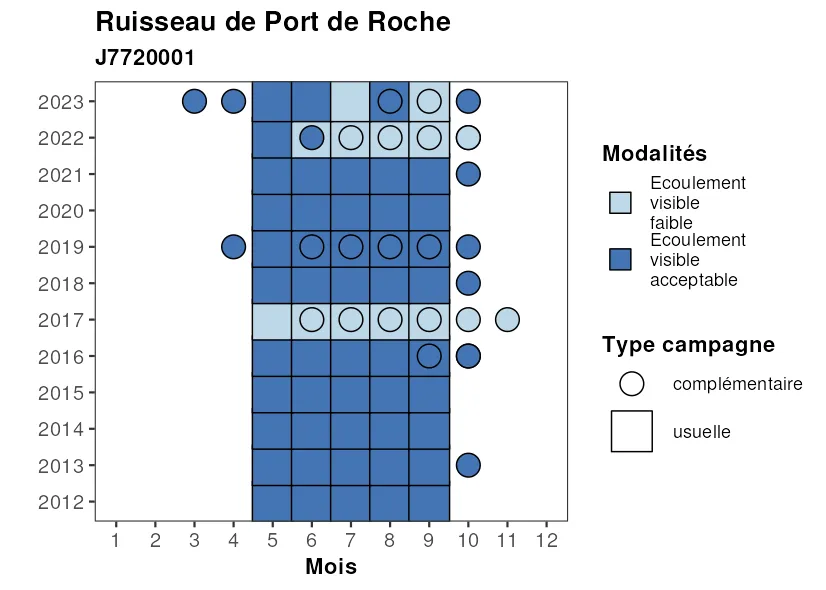 Ruisseau de Port de Roche
J7720001
2023
2022
2021
2020
2019
2018
2017
2016
2015
2014
2013
2012
1 2 3 4 5 6 7 8 9 10 11 12
Mois
Modalités
Ecoulement
visible
faible
Ecoulement
visible
acceptable
Type campagne
complémentaire
usuelle